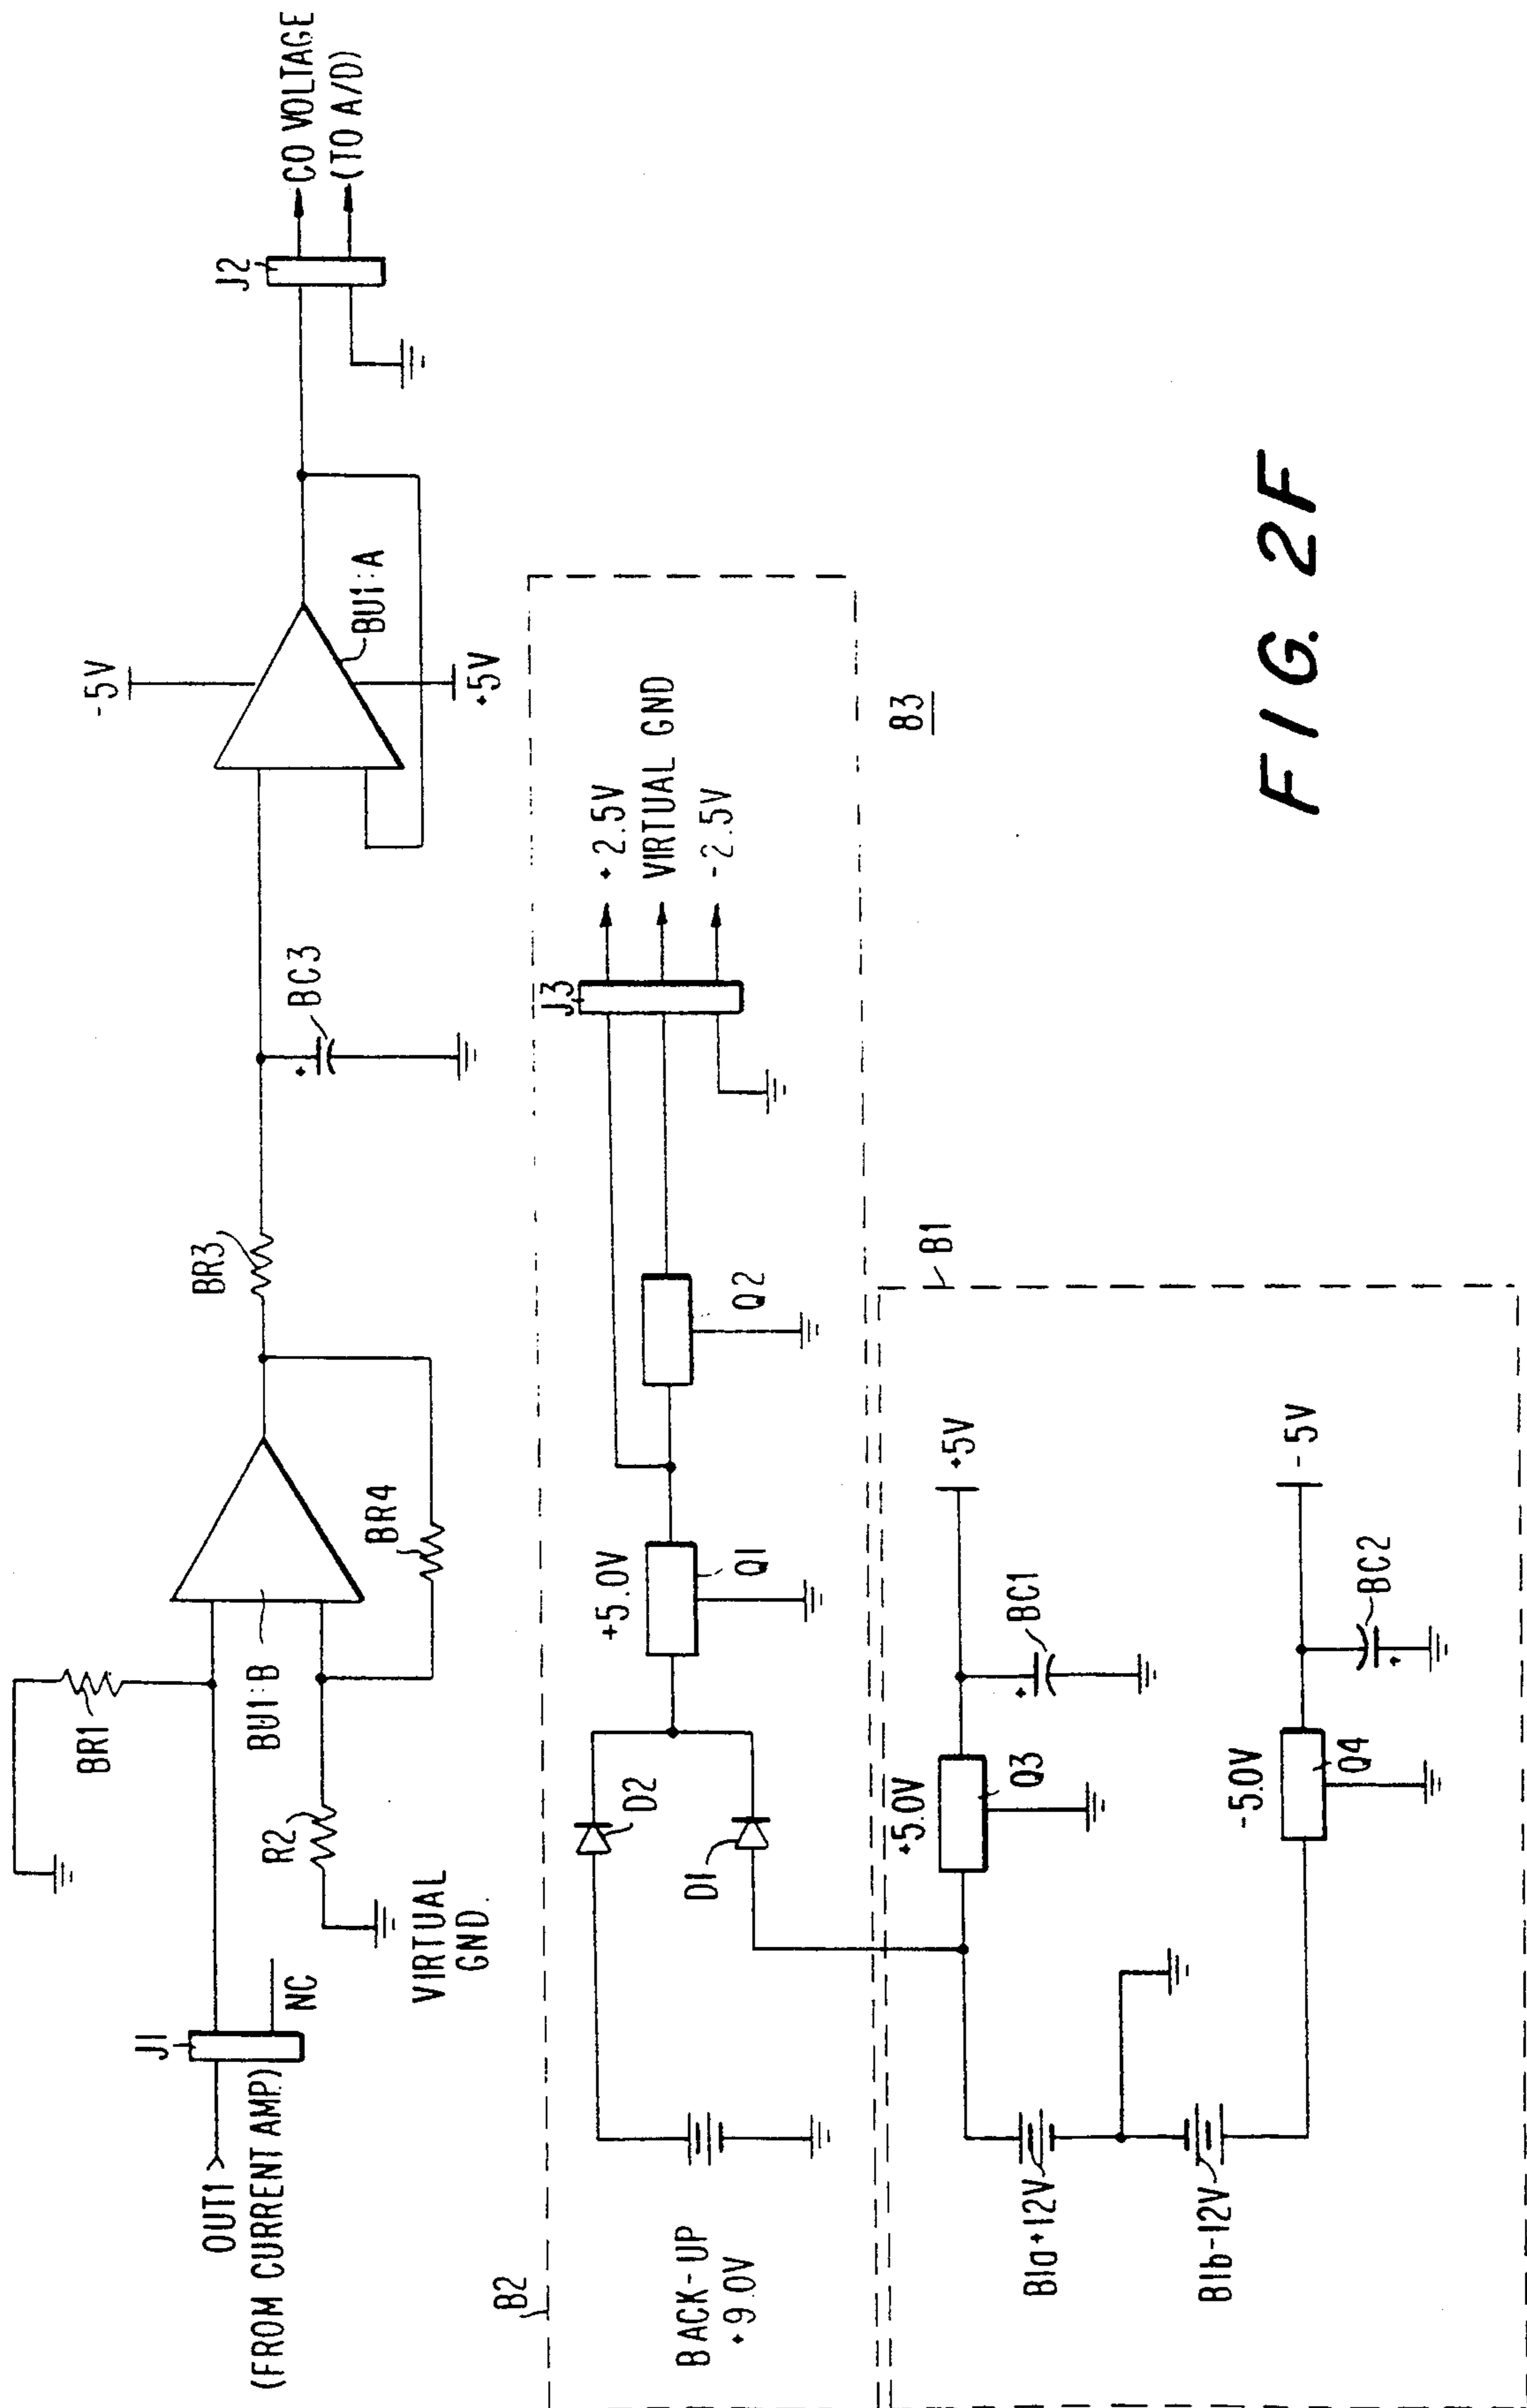 OUT1
(FROM CURRENT AMP.)
J1
NC
BR1
BU1:B
R2
VIRTUAL
GND.
BR4
BR3
BC3
-5V
+5V
BU1:A
J2
CO VOLTAGE
(TO A/D)
B2
BACK-UP
+9.0V
D2
D1
+5.0V
Q1
Q2
J3
+2.5V
VIRTUAL GND
-2.5V
83
B1
B1a+12V
B1b-12V
+5.0V
Q3
BC1
+5V
-5.0V
Q4
BC2
-5V
FIG. 2F